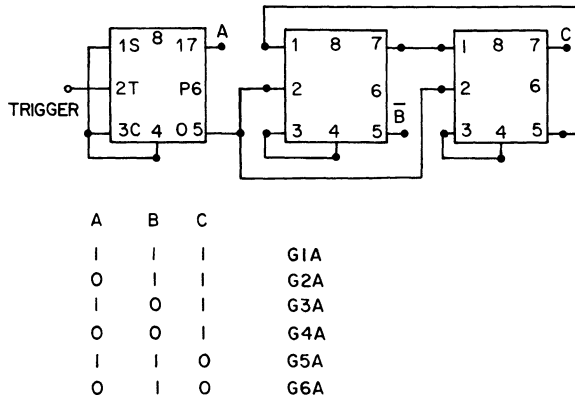 A
C
1S 8 17
1 8 7
1 8 7
2T P6
2 6
2 6
TRIGGER
3C 4 0 5
3 4 5
B̅
3 4 5
A B C
1 1 1 G1A
0 1 1 G2A
1 0 1 G3A
0 0 1 G4A
1 1 0 G5A
0 1 0 G6A